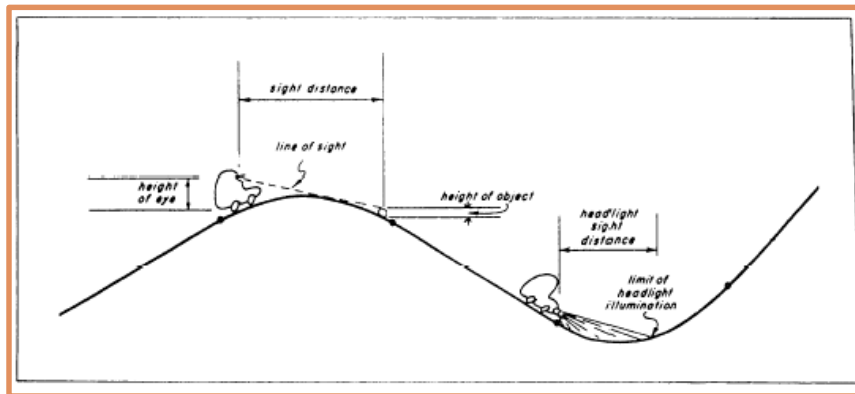 sight distance
line of sight
height
of eye
height of object
headlight
sight
distance
limit of
headlight
illumination